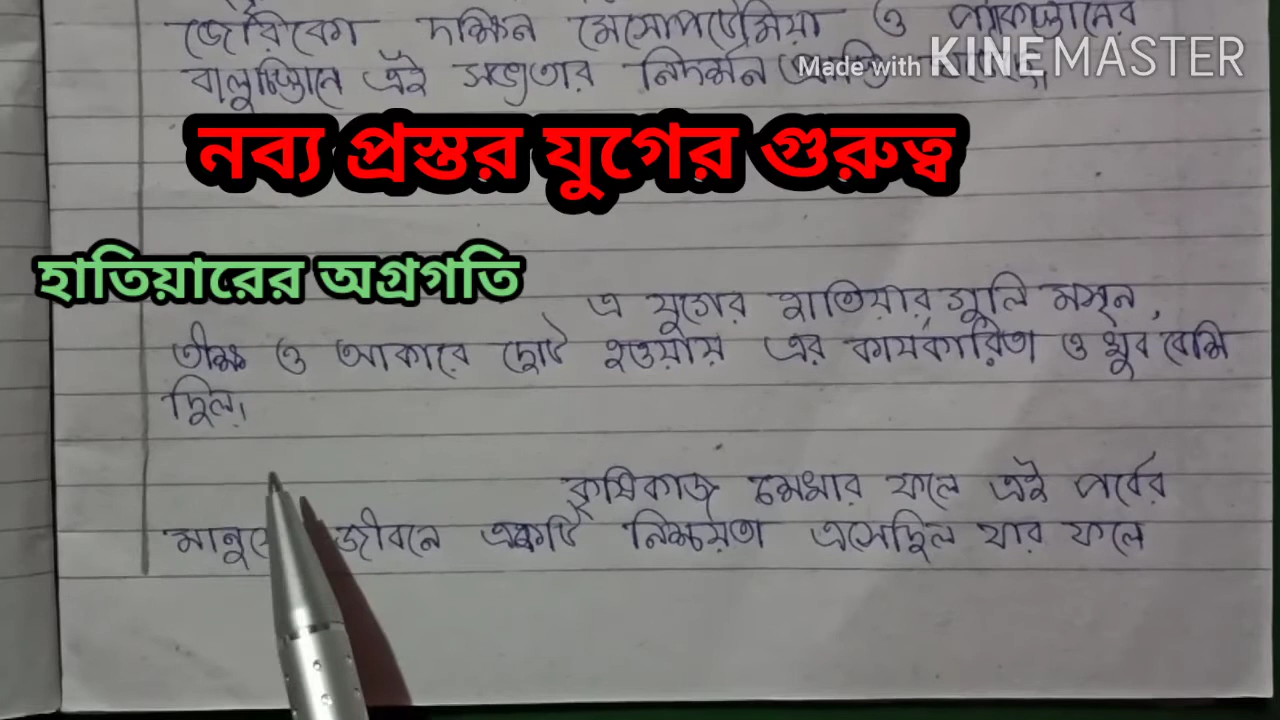 জেরিকো দক্ষিন মেসোপটেমিয়া ও পাকিস্তানের
বালুচিস্তানে এই সভ্যতার নিদর্শন
Made with KINEMASTER
নব্য প্রস্তর যুগের গুরুত্ব
হাতিয়ারের অগ্রগতি
এ যুগের হাতিয়ার গুলি মসৃন,
তীক্ষ ও আকারে ছোট হওয়ায় এর কার্যকারিতা ও খুব বেশি
ছিল।
কৃষিকাজ শেখার ফলে এই পর্বের
জীবনে একটি নিশ্চয়তা এসেছিল যার ফলে